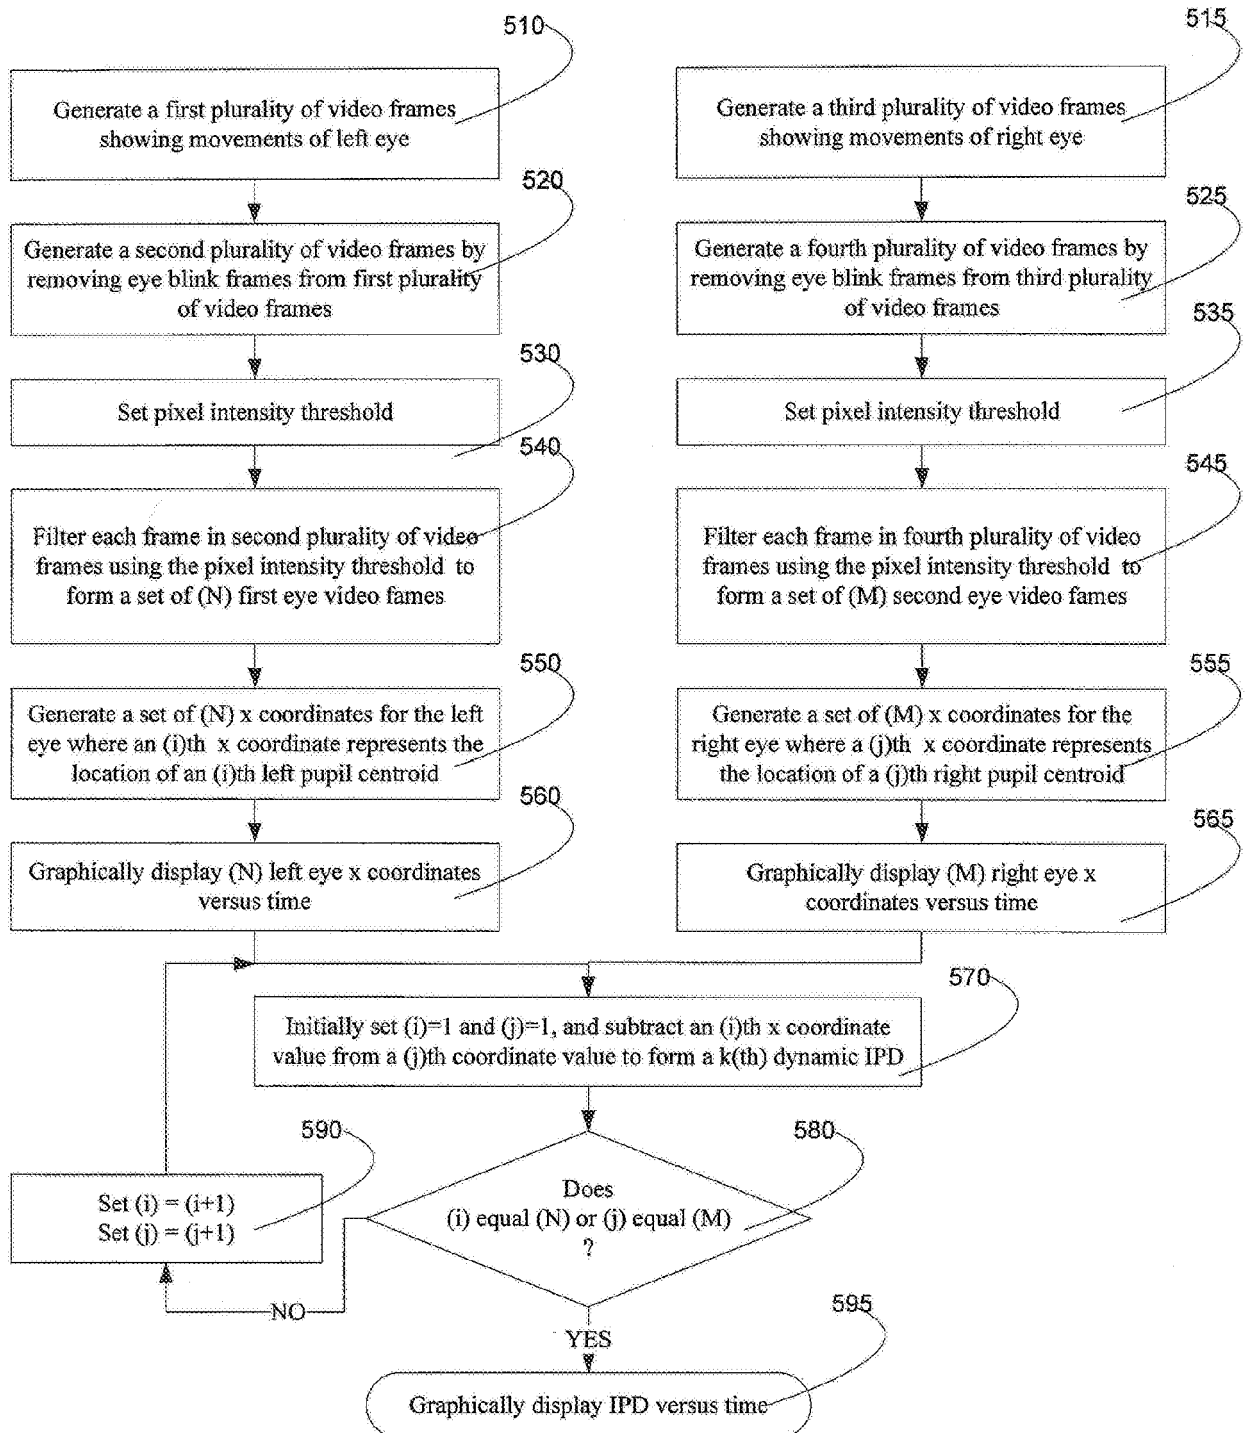 510
Generate a first plurality of video frames
showing movements of left eye
520
Generate a second plurality of video frames by
removing eye blink frames from first plurality
of video frames
530
Set pixel intensity threshold
540
Filter each frame in second plurality of video
frames using the pixel intensity threshold to
form a set of (N) first eye video fames
550
Generate a set of (N) x coordinates for the left
eye where an (i)th x coordinate represents the
location of an (i)th left pupil centroid
560
Graphically display (N) left eye x coordinates
versus time
515
Generate a third plurality of video frames
showing movements of right eye
525
Generate a fourth plurality of video frames by
removing eye blink frames from third plurality
of video frames
535
Set pixel intensity threshold
545
Filter each frame in fourth plurality of video
frames using the pixel intensity threshold to
form a set of (M) second eye video fames
555
Generate a set of (M) x coordinates for the
right eye where a (j)th x coordinate represents
the location of a (j)th right pupil centroid
565
Graphically display (M) right eye x
coordinates versus time
570
Initially set (i)=1 and (j)=1, and subtract an (i)th x coordinate
value from a (j)th coordinate value to form a k(th) dynamic IPD
580
Does
(i) equal (N) or (j) equal (M)
?
590
Set (i) = (i+1)
Set (j) = (j+1)
NO
YES
595
Graphically display IPD versus time